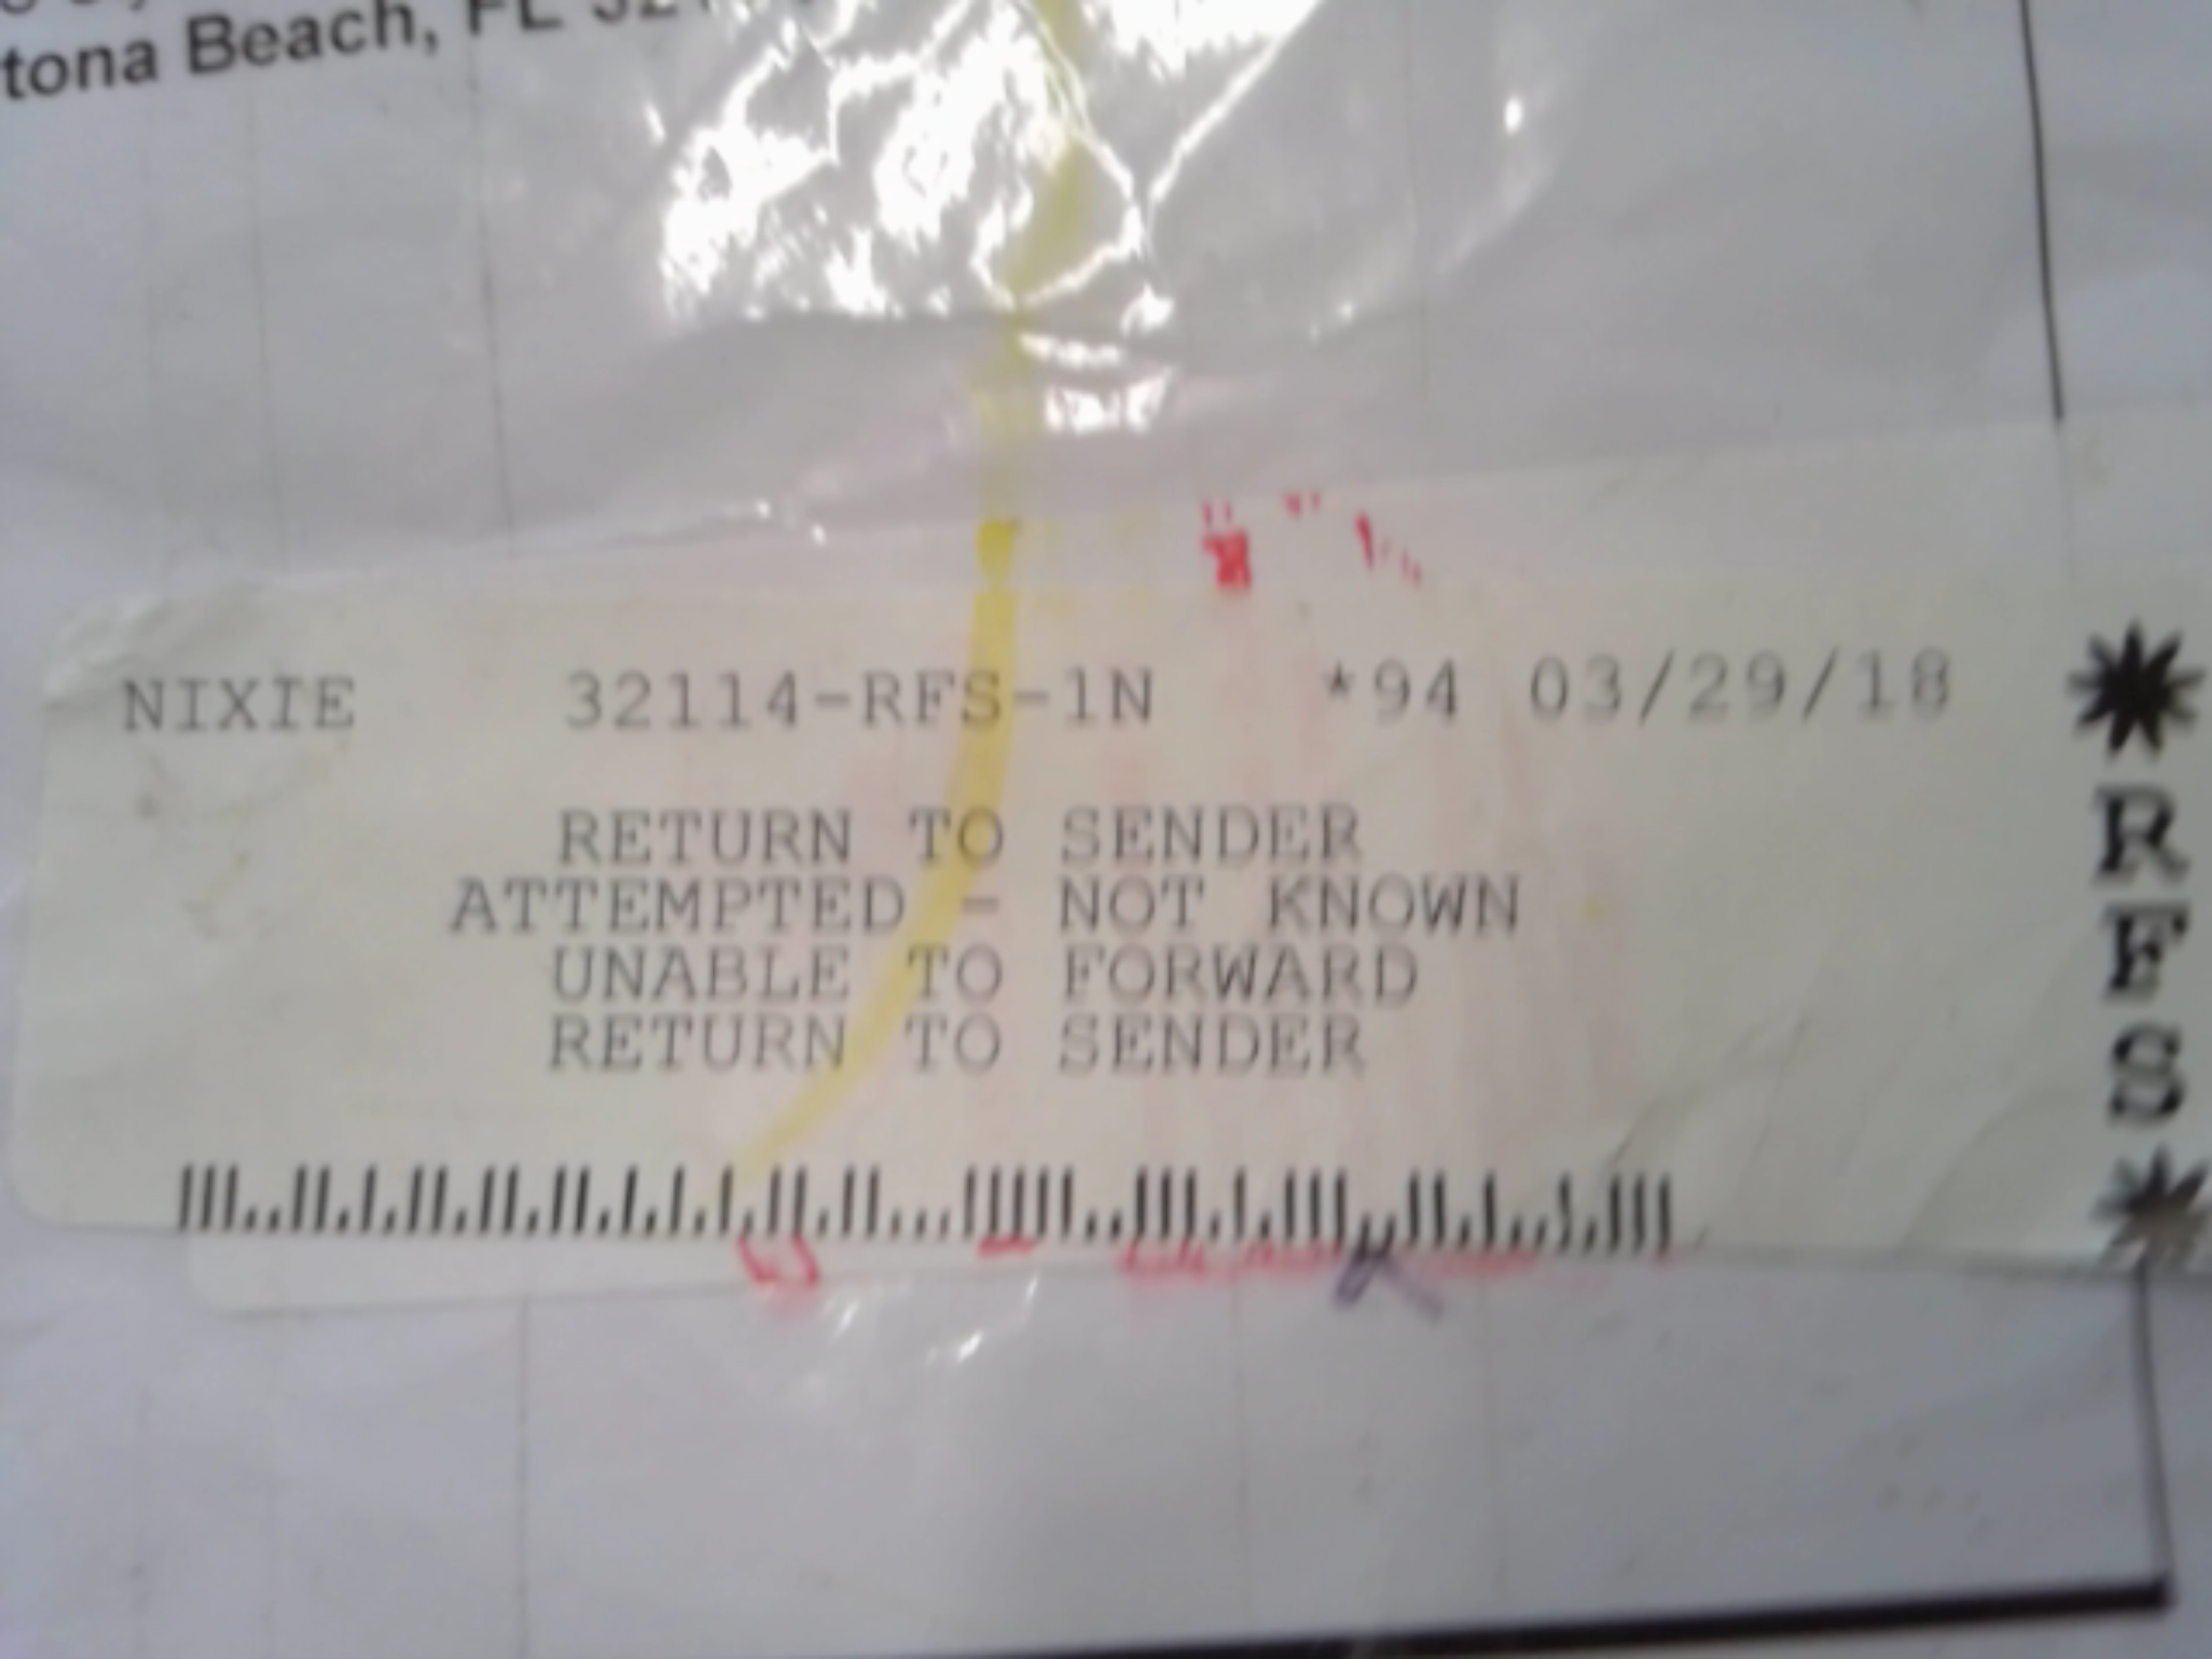 tona Beach, FL
NIXIE 32114-RFS-1N *94 03/29/18
RETURN TO SENDER
ATTEMPTED - NOT KNOWN
UNABLE TO FORWARD
RETURN TO SENDER
*RFS*